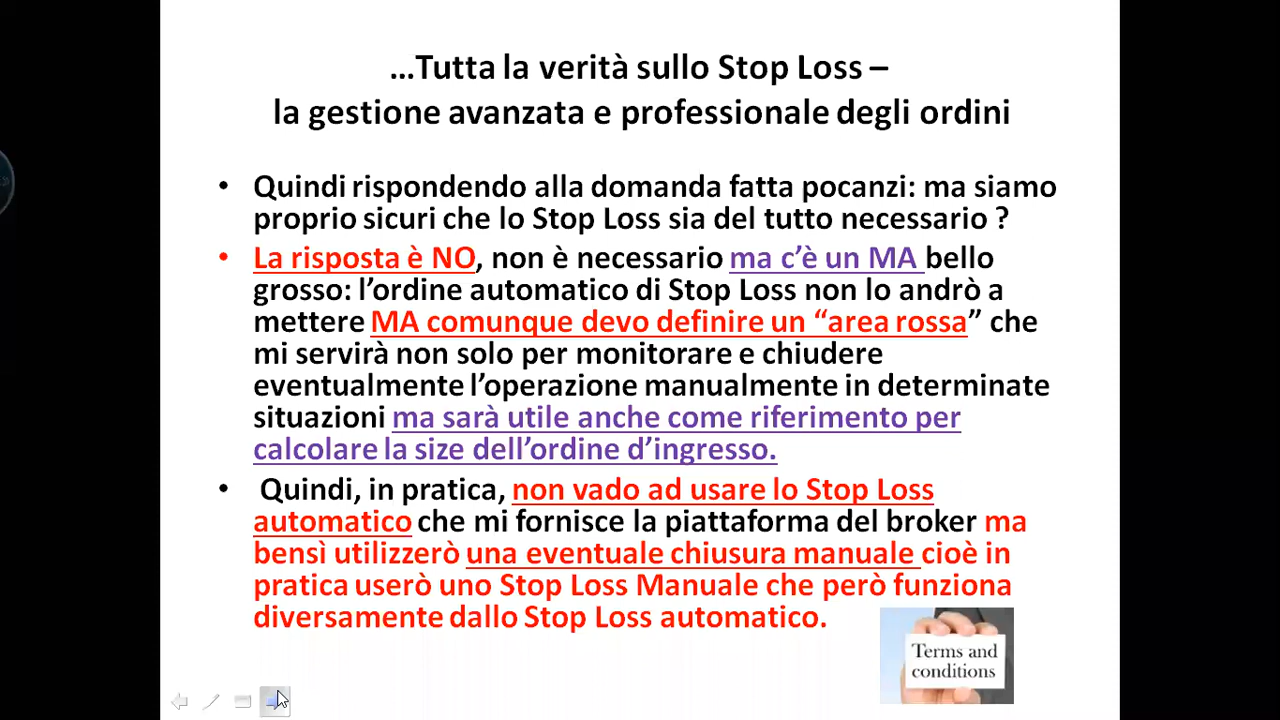 …Tutta la verità sullo Stop Loss –
la gestione avanzata e professionale degli ordini
• Quindi rispondendo alla domanda fatta pocanzi: ma siamo
proprio sicuri che lo Stop Loss sia del tutto necessario ?
• La risposta è NO, non è necessario ma c’è un MA bello
grosso: l’ordine automatico di Stop Loss non lo andrò a
mettere MA comunque devo definire un “area rossa” che
mi servirà non solo per monitorare e chiudere
eventualmente l’operazione manualmente in determinate
situazioni ma sarà utile anche come riferimento per
calcolare la size dell’ordine d’ingresso.
• Quindi, in pratica, non vado ad usare lo Stop Loss
automatico che mi fornisce la piattaforma del broker ma
bensì utilizzerò una eventuale chiusura manuale cioè in
pratica userò uno Stop Loss Manuale che però funziona
diversamente dallo Stop Loss automatico.
Terms and
conditions